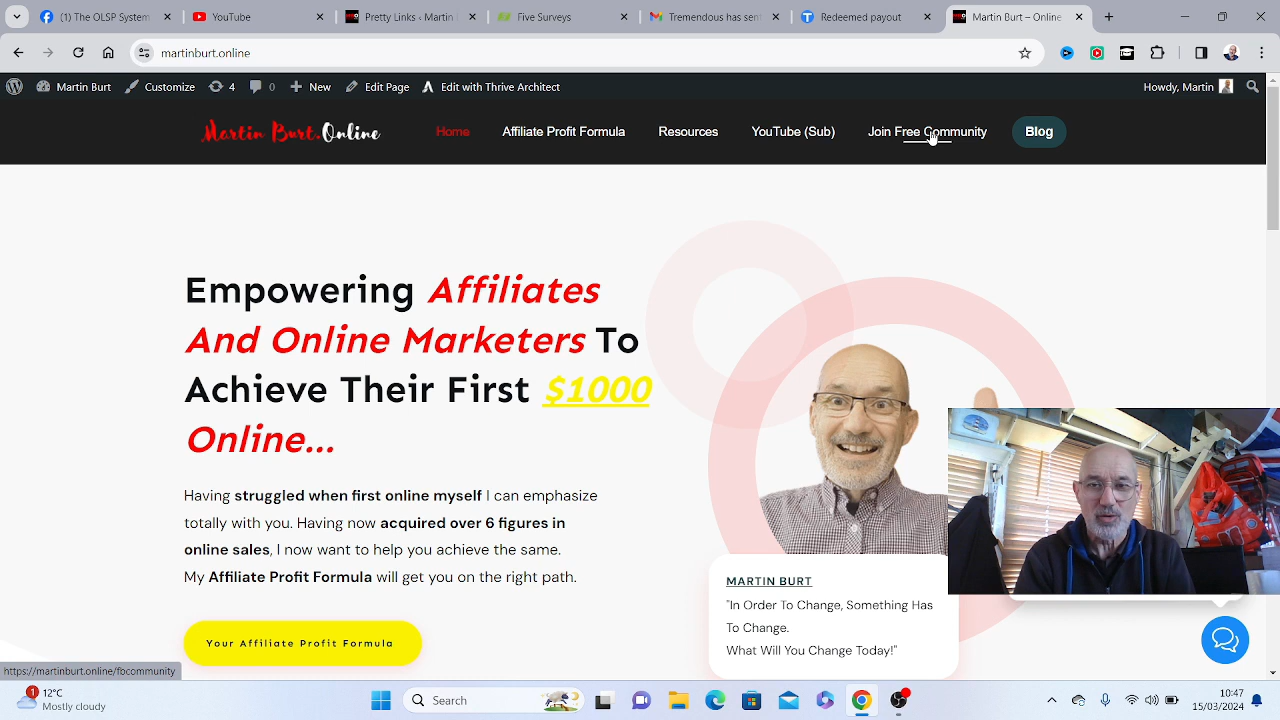 (1) TheOLSP System
YouTube
Pretty Links - Martin
Five Surveys
Tremendous has sen
Redeemed payout
Martin Burt – Online
martinburt.online
Martin Burt
Customize
4
0
New
Edit Page
Edit with Thrive Architect
Howdy, Martin
Martin Burt.Online
Home
Affiliate Profit Formula
Resources
YouTube (Sub)
Join Free Community
Blog
Empowering Affiliates
And Online Marketers To
Achieve Their First $1000
Online...
Having struggled when first online myself I can emphasize
totally with you. Having now acquired over 6 figures in
online sales, I now want to help you achieve the same.
My Affiliate Profit Formula will get you on the right path.
Your Affiliate Profit Formula
MARTIN BURT
"In Order To Change, Something Has
To Change.
What Will You Change Today!"
https://martinburt.online/fbcommunity
1
12°C
Mostly cloudy
Search
10:47
15/03/2024